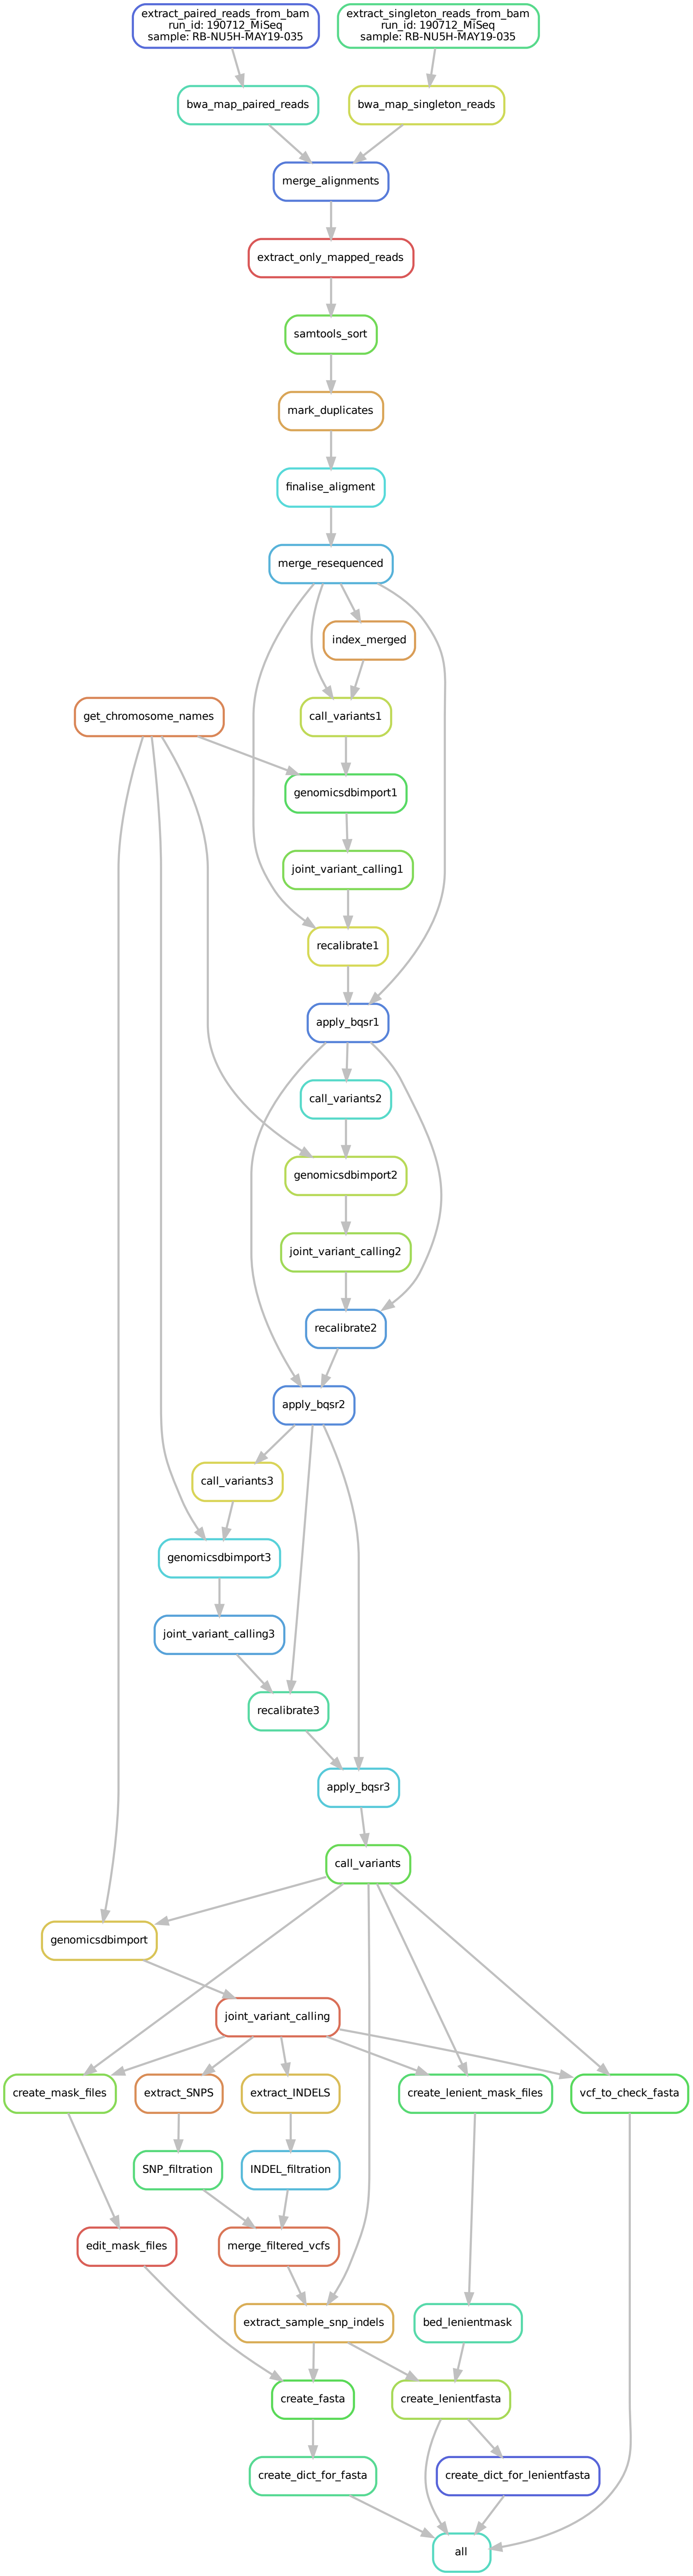 extract_paired_reads_from_bam
run_id: 190712_MiSeq
sample: RB-NU5H-MAY19-035
extract_singleton_reads_from_bam
run_id: 190712_MiSeq
sample: RB-NU5H-MAY19-035
bwa_map_paired_reads
bwa_map_singleton_reads
merge_alignments
extract_only_mapped_reads
samtools_sort
mark_duplicates
finalise_aligment
merge_resequenced
index_merged
get_chromosome_names
call_variants1
genomicsdbimport1
joint_variant_calling1
recalibrate1
apply_bqsr1
call_variants2
genomicsdbimport2
joint_variant_calling2
recalibrate2
apply_bqsr2
call_variants3
genomicsdbimport3
joint_variant_calling3
recalibrate3
apply_bqsr3
call_variants
genomicsdbimport
joint_variant_calling
create_mask_files
extract_SNPS
extract_INDELS
create_lenient_mask_files
vcf_to_check_fasta
SNP_filtration
INDEL_filtration
edit_mask_files
merge_filtered_vcfs
extract_sample_snp_indels
bed_lenientmask
create_fasta
create_lenientfasta
create_dict_for_fasta
create_dict_for_lenientfasta
all